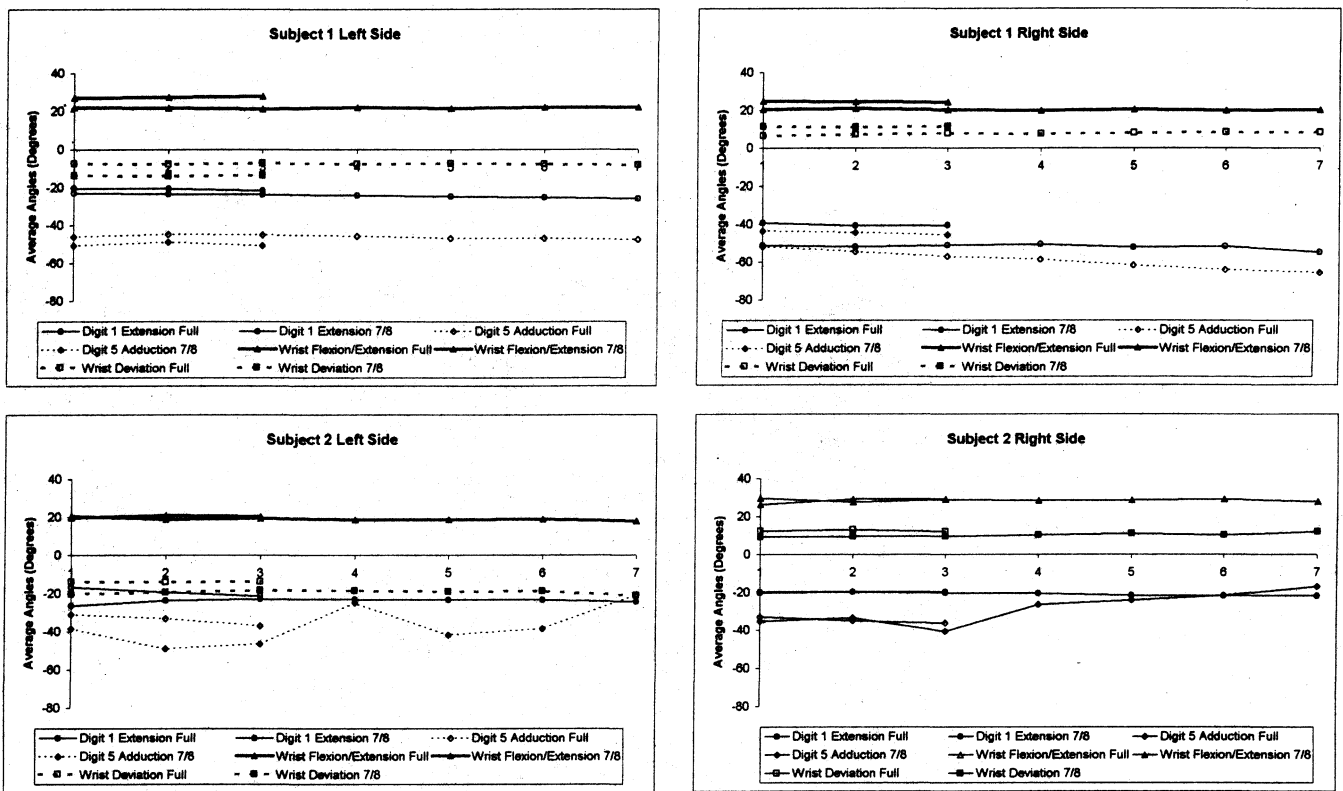 Subject 1 Left Side
Average Angles (Degrees)
40
20
0
-20
-40
-60
-80
1 2 3 4 5 6 7
Digit 1 Extension Full Digit 1 Extension 7/8 Digit 5 Adduction Full
Digit 5 Adduction 7/8 Wrist Flexion/Extension Full Wrist Flexion/Extension 7/8
Wrist Deviation Full Wrist Deviation 7/8
Subject 1 Right Side
Average Angles (Degrees)
40
20
0
-20
-40
-60
-80
1 2 3 4 5 6 7
Digit 1 Extension Full Digit 1 Extension 7/8 Digit 5 Adduction Full
Digit 5 Adduction 7/8 Wrist Flexion/Extension Full Wrist Flexion/Extension 7/8
Wrist Deviation Full Wrist Deviation 7/8
Subject 2 Left Side
Average Angles (Degrees)
40
20
0
-20
-40
-60
-80
1 2 3 4 5 6 7
Digit 1 Extension Full Digit 1 Extension 7/8 Digit 5 Adduction Full
Digit 5 Adduction 7/8 Wrist Flexion/Extension Full Wrist Flexion/Extension 7/8
Wrist Deviation Full Wrist Deviation 7/8
Subject 2 Right Side
Average Angles (Degrees)
40
20
0
-20
-40
-60
-80
1 2 3 4 5 6 7
Digit 1 Extension Full Digit 1 Extension 7/8 Digit 5 Adduction Full
Digit 5 Adduction 7/8 Wrist Flexion/Extension Full Wrist Flexion/Extension 7/8
Wrist Deviation Full Wrist Deviation 7/8